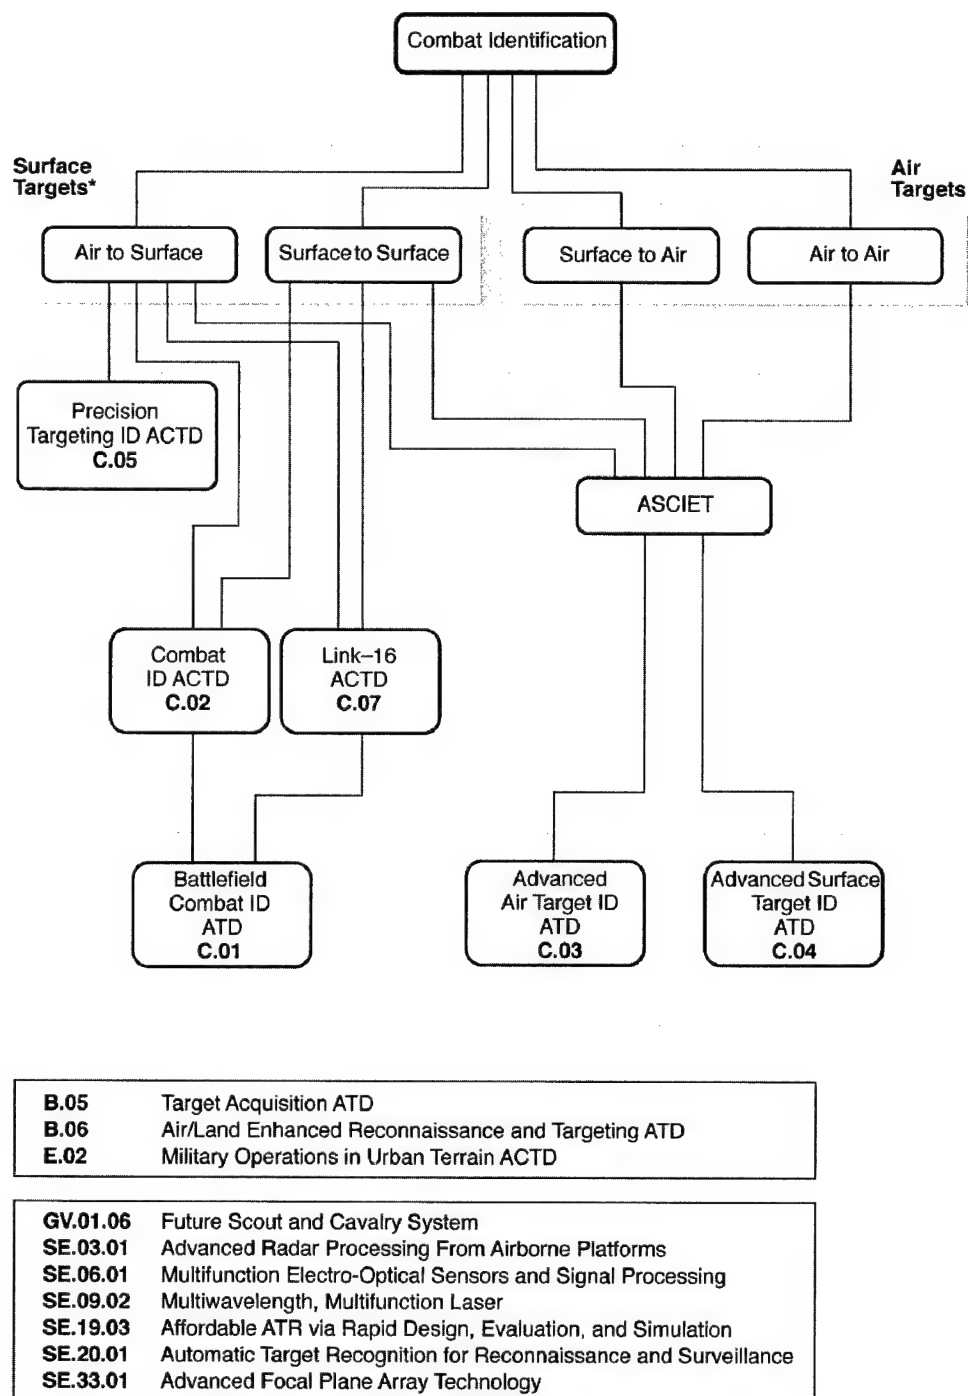 Combat Identification
Surface
Targets*
Air
Targets
Air to Surface
Surface to Surface
Surface to Air
Air to Air
Precision
Targeting ID ACTD
C.05
ASCIET
Combat
ID ACTD
C.02
Link–16
ACTD
C.07
Battlefield
Combat ID
ATD
C.01
Advanced
Air Target ID
ATD
C.03
Advanced Surface
Target ID
ATD
C.04
B.05 Target Acquisition ATD
B.06 Air/Land Enhanced Reconnaissance and Targeting ATD
E.02 Military Operations in Urban Terrain ACTD
GV.01.06 Future Scout and Cavalry System
SE.03.01 Advanced Radar Processing From Airborne Platforms
SE.06.01 Multifunction Electro-Optical Sensors and Signal Processing
SE.09.02 Multiwavelength, Multifunction Laser
SE.19.03 Affordable ATR via Rapid Design, Evaluation, and Simulation
SE.20.01 Automatic Target Recognition for Reconnaissance and Surveillance
SE.33.01 Advanced Focal Plane Array Technology